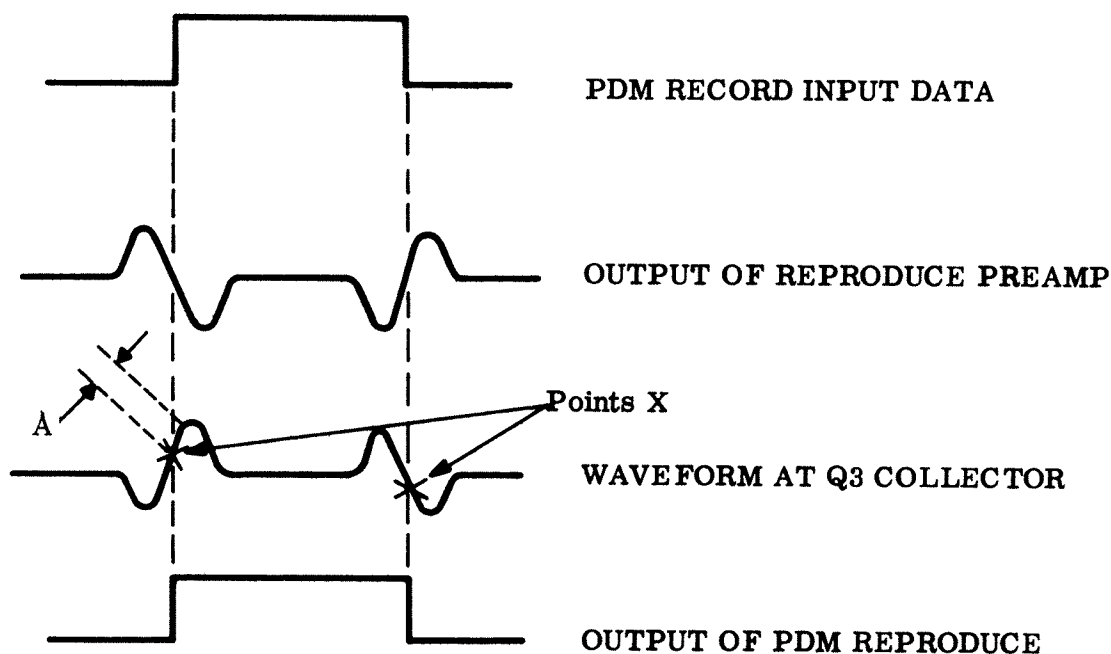 PDM RECORD INPUT DATA
OUTPUT OF REPRODUCE PREAMP
A
Points X
WAVEFORM AT Q3 COLLECTOR
OUTPUT OF PDM REPRODUCE